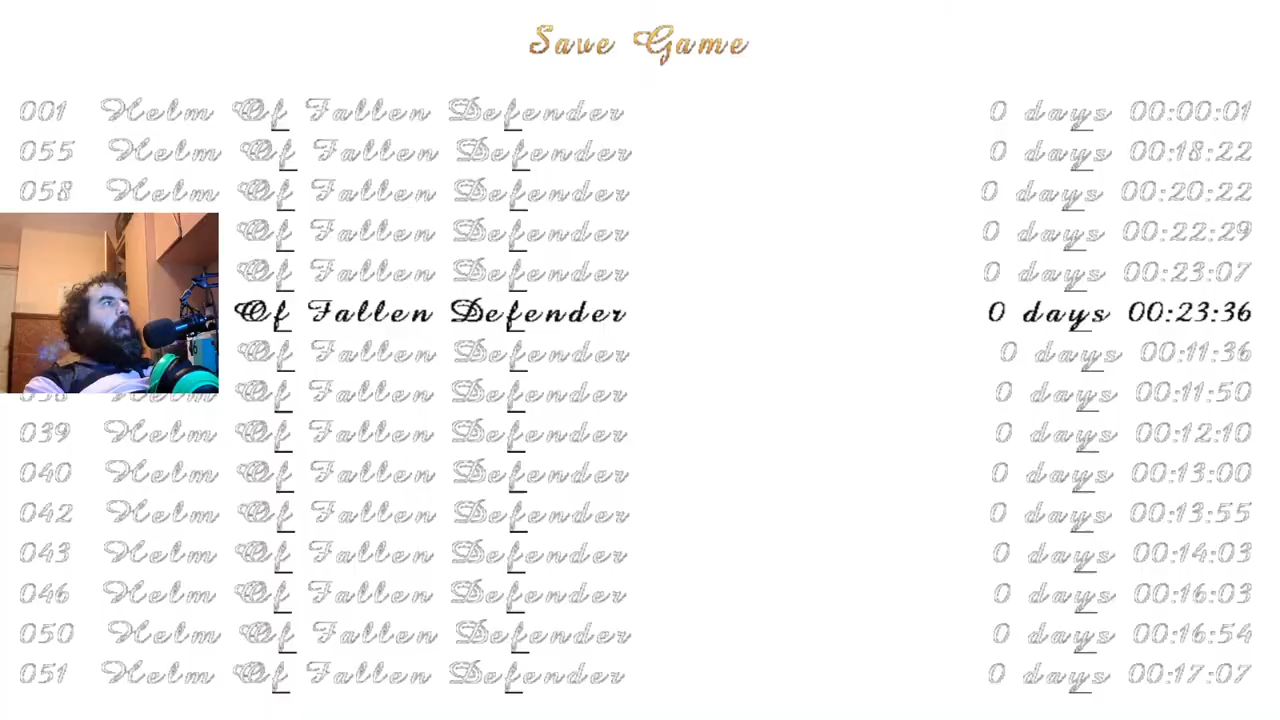 Save Game
001 Helm Of Fallen Defender 0 days 00:00:01
055 Helm Of Fallen Defender 0 days 00:18:22
058 Helm Of Fallen Defender 0 days 00:20:22
Of Fallen Defender 0 days 00:22:29
Of Fallen Defender 0 days 00:23:07
Of Fallen Defender 0 days 00:23:36
Of Fallen Defender 0 days 00:11:36
Of Fallen Defender 0 days 00:11:50
039 Helm Of Fallen Defender 0 days 00:12:10
040 Helm Of Fallen Defender 0 days 00:13:00
042 Helm Of Fallen Defender 0 days 00:13:55
043 Helm Of Fallen Defender 0 days 00:14:03
046 Helm Of Fallen Defender 0 days 00:16:03
050 Helm Of Fallen Defender 0 days 00:16:54
051 Helm Of Fallen Defender 0 days 00:17:07